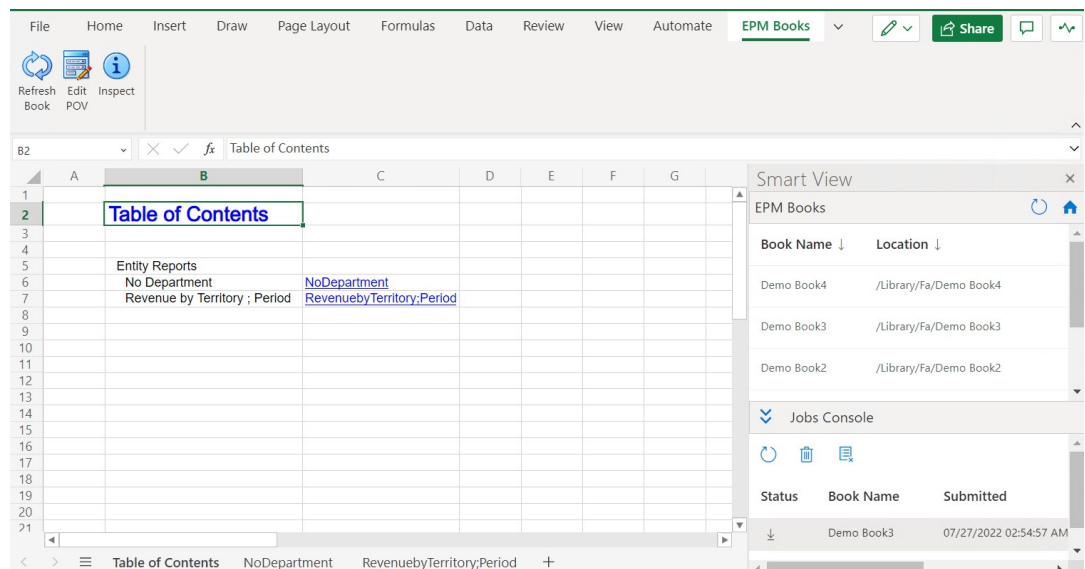 File Home Insert Draw Page Layout Formulas Data Review View Automate EPM Books Share
Refresh Book
Edit POV
Inspect
B2 fx Table of Contents
A B C D E F G
1
2 Table of Contents
3
4
5 Entity Reports
6 No Department NoDepartment
7 Revenue by Territory ; Period RevenuebyTerritory;Period
8
9
10
11
12
13
14
15
16
17
18
19
20
21
Table of Contents NoDepartment RevenuebyTerritory;Period
Smart View
EPM Books
Book Name ↓ Location ↓
Demo Book4 /Library/Fa/Demo Book4
Demo Book3 /Library/Fa/Demo Book3
Demo Book2 /Library/Fa/Demo Book2
Jobs Console
Status Book Name Submitted
Demo Book3 07/27/2022 02:54:57 AM